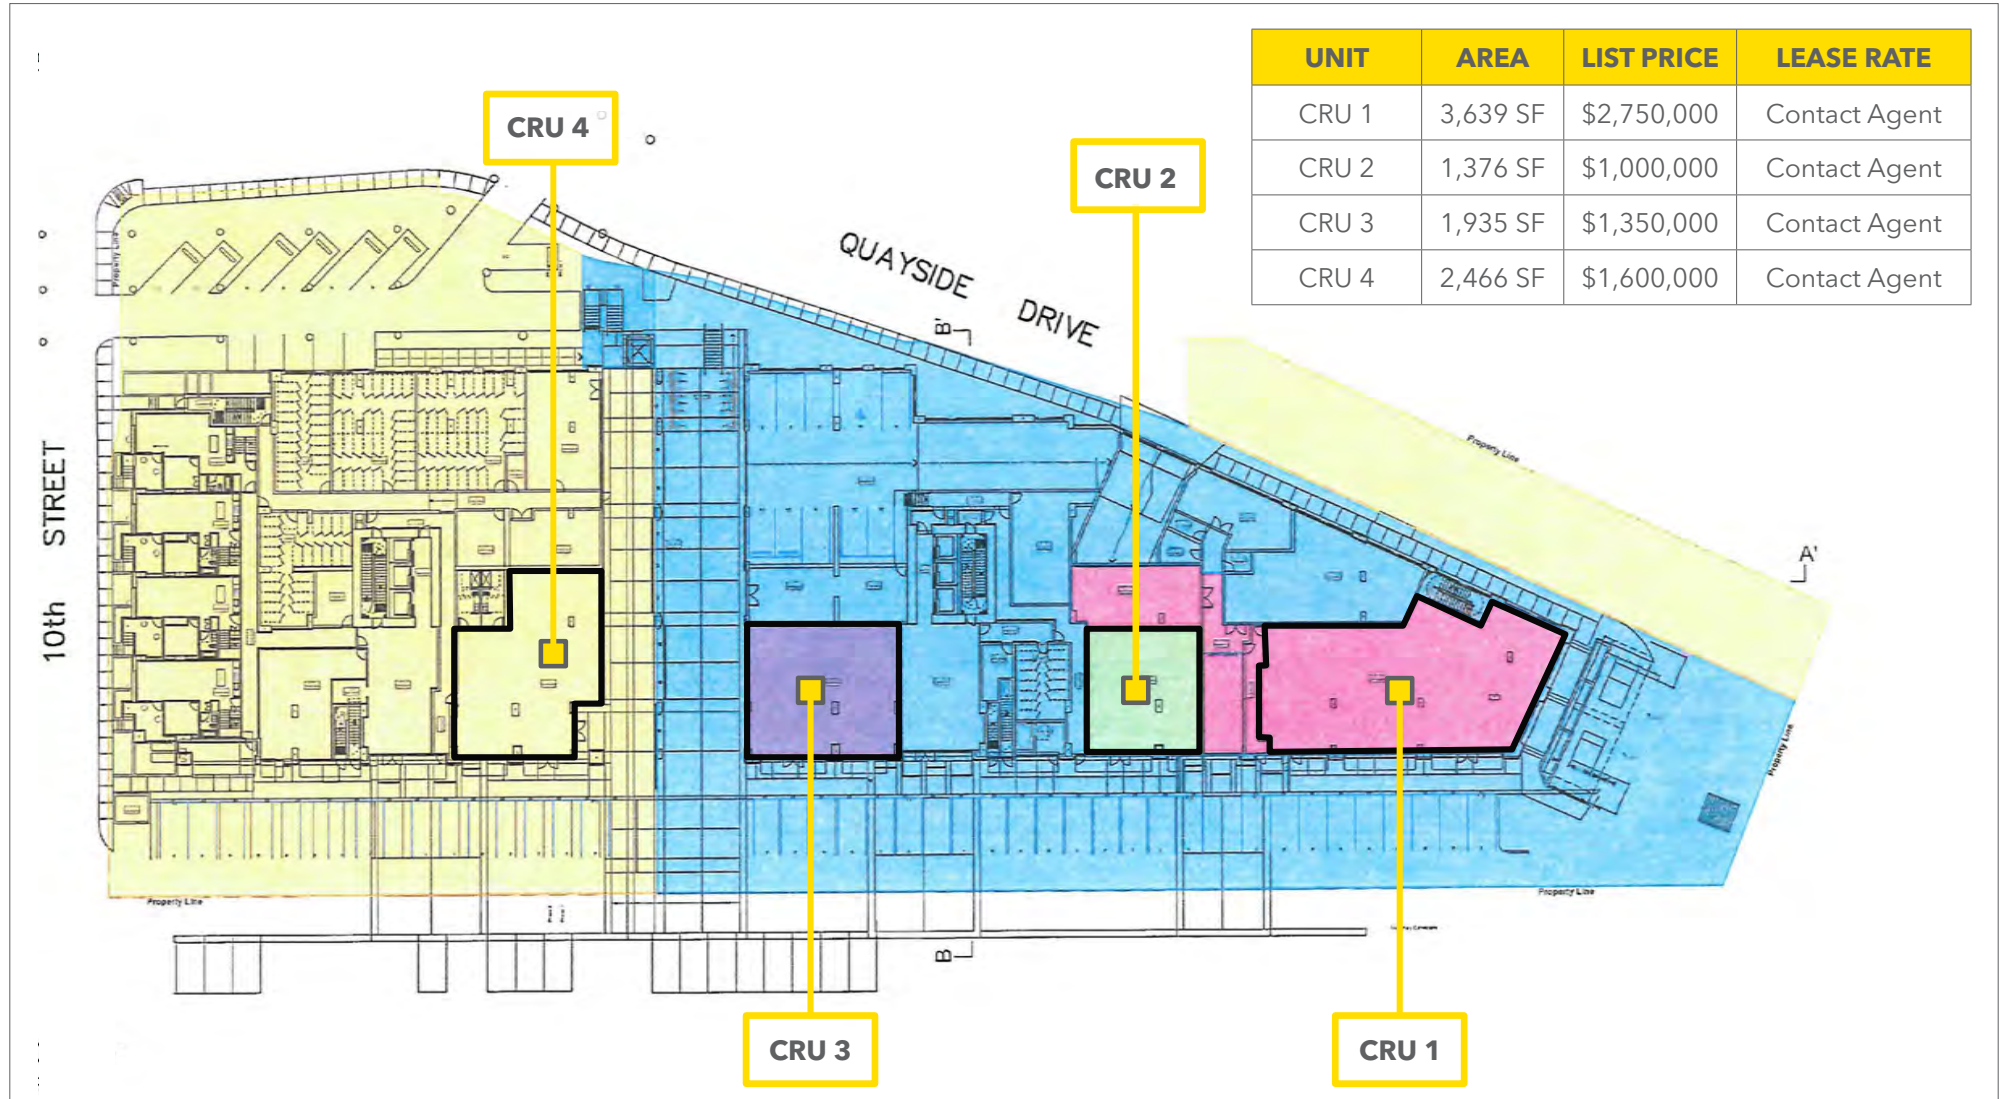 UNIT AREA LIST PRICE LEASE RATE
CRU 1 3,639 SF $2,750,000 Contact Agent
CRU 2 1,376 SF $1,000,000 Contact Agent
CRU 3 1,935 SF $1,350,000 Contact Agent
CRU 4 2,466 SF $1,600,000 Contact Agent
CRU 4
CRU 2
QUAYSIDE DRIVE
B'
Property Line
Property Line
10th STREET
A'
Property Line
Property Line
Property Line
B
CRU 3
CRU 1